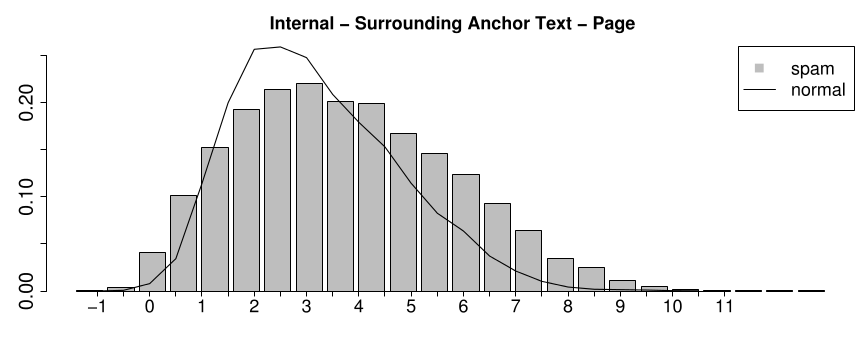 Internal – Surrounding Anchor Text – Page
spam
normal
0.20
0.10
0.00
−1 0 1 2 3 4 5 6 7 8 9 10 11